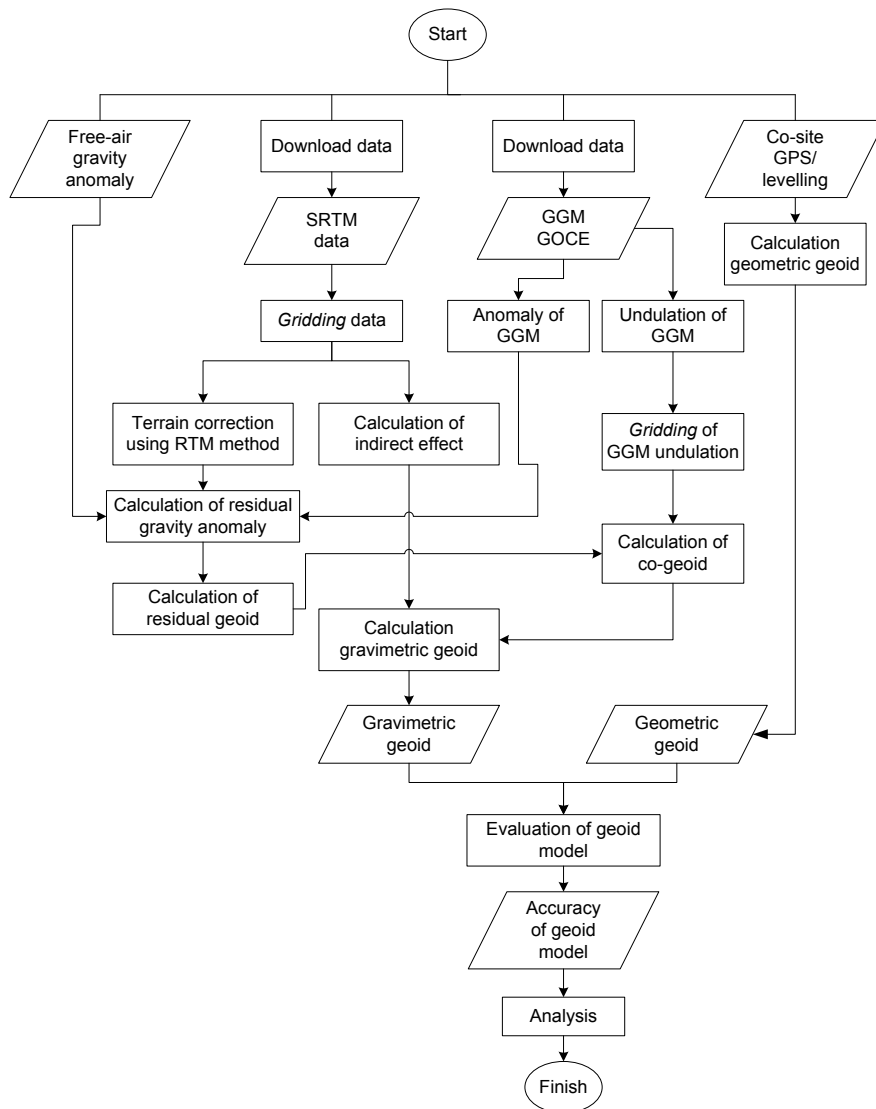 Start
Free-air
gravity
anomaly
Download data
Download data
Co-site
GPS/
levelling
SRTM
data
GGM
GOCE
Calculation
geometric geoid
Gridding data
Anomaly of
GGM
Undulation of
GGM
Terrain correction
using RTM method
Calculation of
indirect effect
Gridding of
GGM undulation
Calculation of residual
gravity anomaly
Calculation of
co-geoid
Calculation of
residual geoid
Calculation
gravimetric geoid
Gravimetric
geoid
Geometric
geoid
Evaluation of geoid
model
Accuracy
of geoid
model
Analysis
Finish